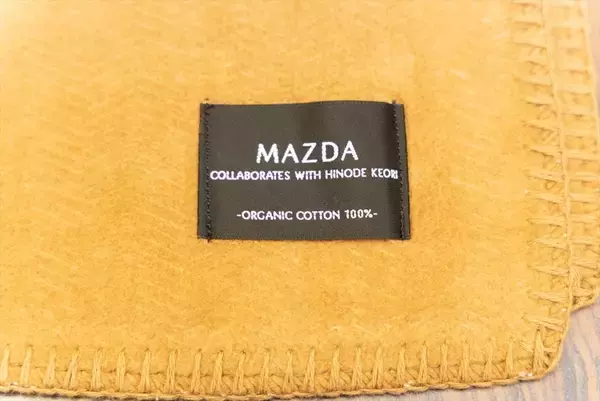 MAZDA
COLLABORATES WITH HINODE KEORI
-ORGANIC COTTON 100%-